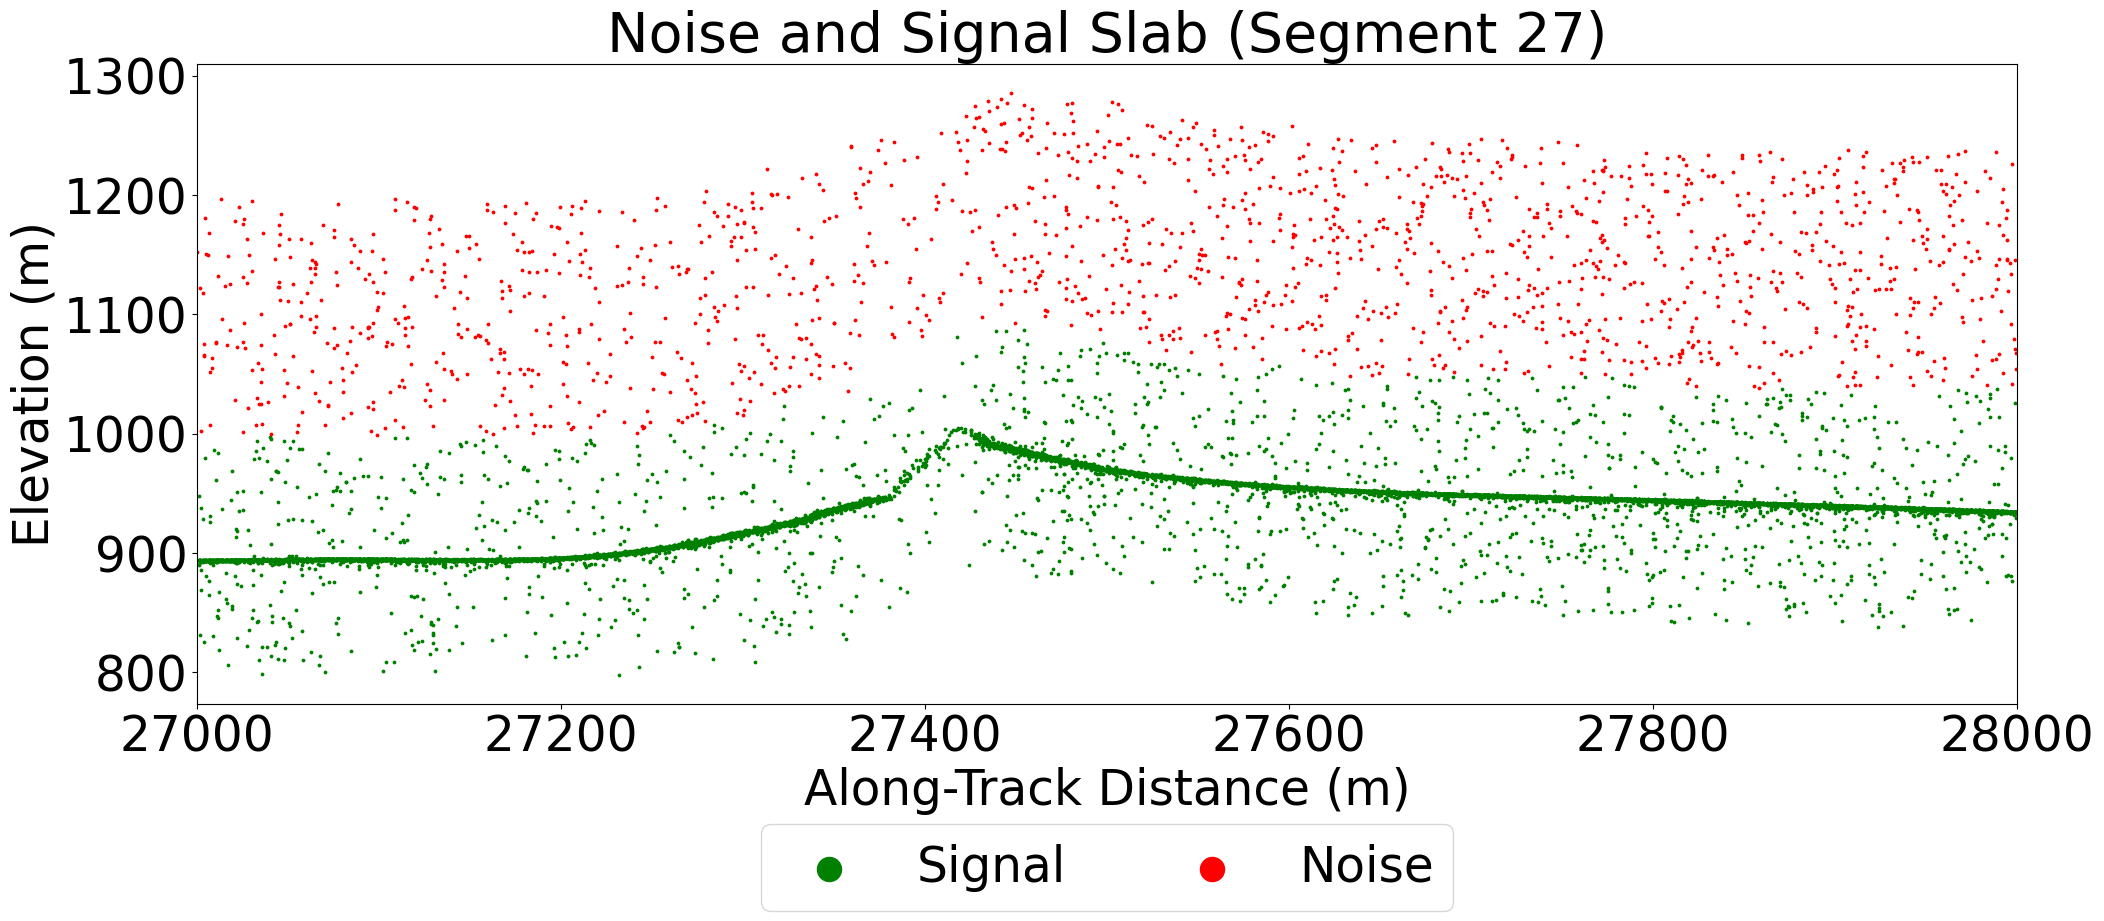 Noise and Signal Slab (Segment 27)
1300
1200
1100
1000
900
800
Elevation (m)
27000 27200 27400 27600 27800 28000
Along-Track Distance (m)
Signal Noise